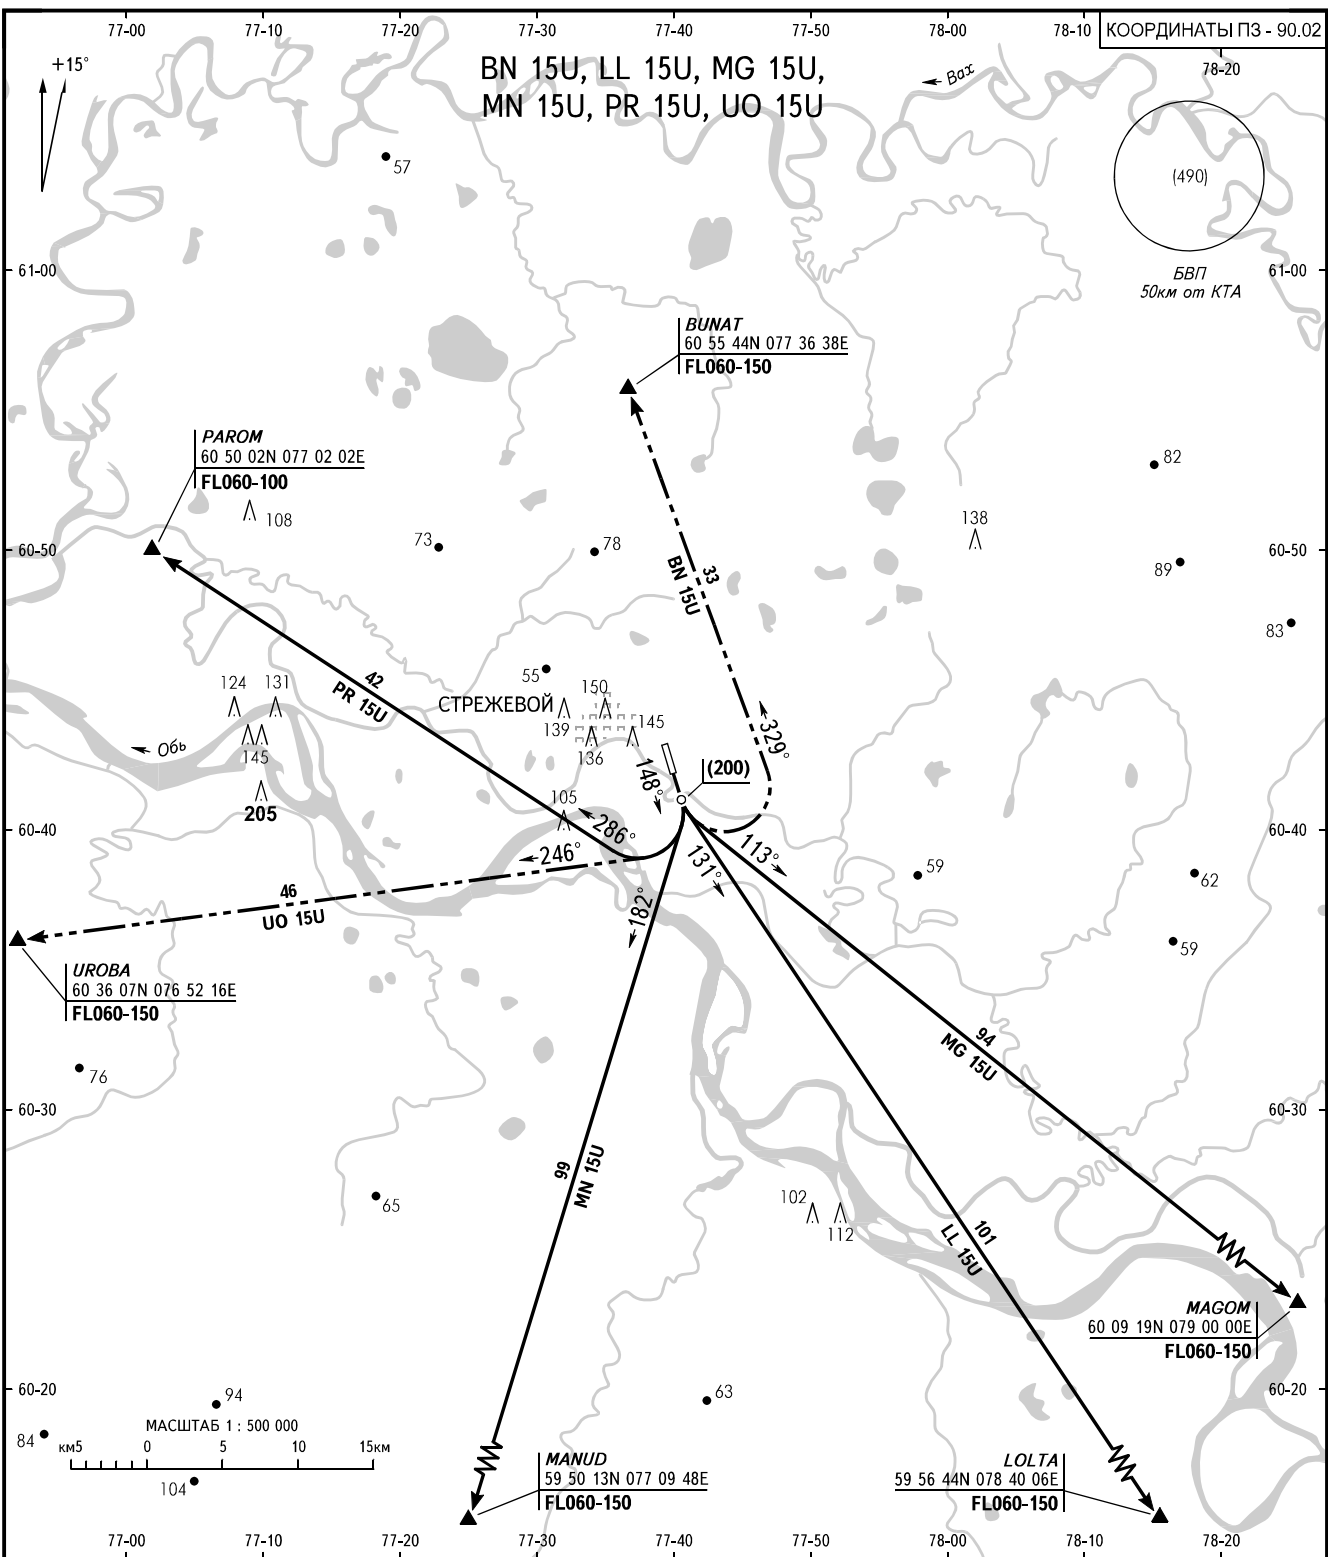 77-00 77-10 77-20 77-30 77-40 77-50 78-00 78-10
КООРДИНАТЫ ПЗ - 90.02
78-20
+15°
BN 15U, LL 15U, MG 15U,
MN 15U, PR 15U, UO 15U
Вах
57
(490)
БВП
50км от КТА
61-00
61-00
BUNAT
60 55 44N 077 36 38E
FL060-150
PAROM
60 50 02N 077 02 02E
FL060-100
108
82
138
73
78
60-50
60-50
89
33
BN 15U
83
55
42
PR 15U
124
131
150
СТРЕЖЕВОЙ
139
145
136
Обь
145
148°
329°
(200)
205
105
286°
60-40
60-40
246°
131°
113°
59
62
46
UO 15U
182°
59
UROBA
60 36 07N 076 52 16E
FL060-150
76
94
MG 15U
60-30
60-30
99
MN 15U
65
102
112
101
LL 15U
MAGOM
60 09 19N 079 00 00E
FL060-150
60-20
60-20
94
63
84
МАСШТАБ 1 : 500 000
км5 0 5 10 15км
104
MANUD
59 50 13N 077 09 48E
FL060-150
LOLTA
59 56 44N 078 40 06E
FL060-150
77-00 77-10 77-20 77-30 77-40 77-50 78-00 78-10 78-20